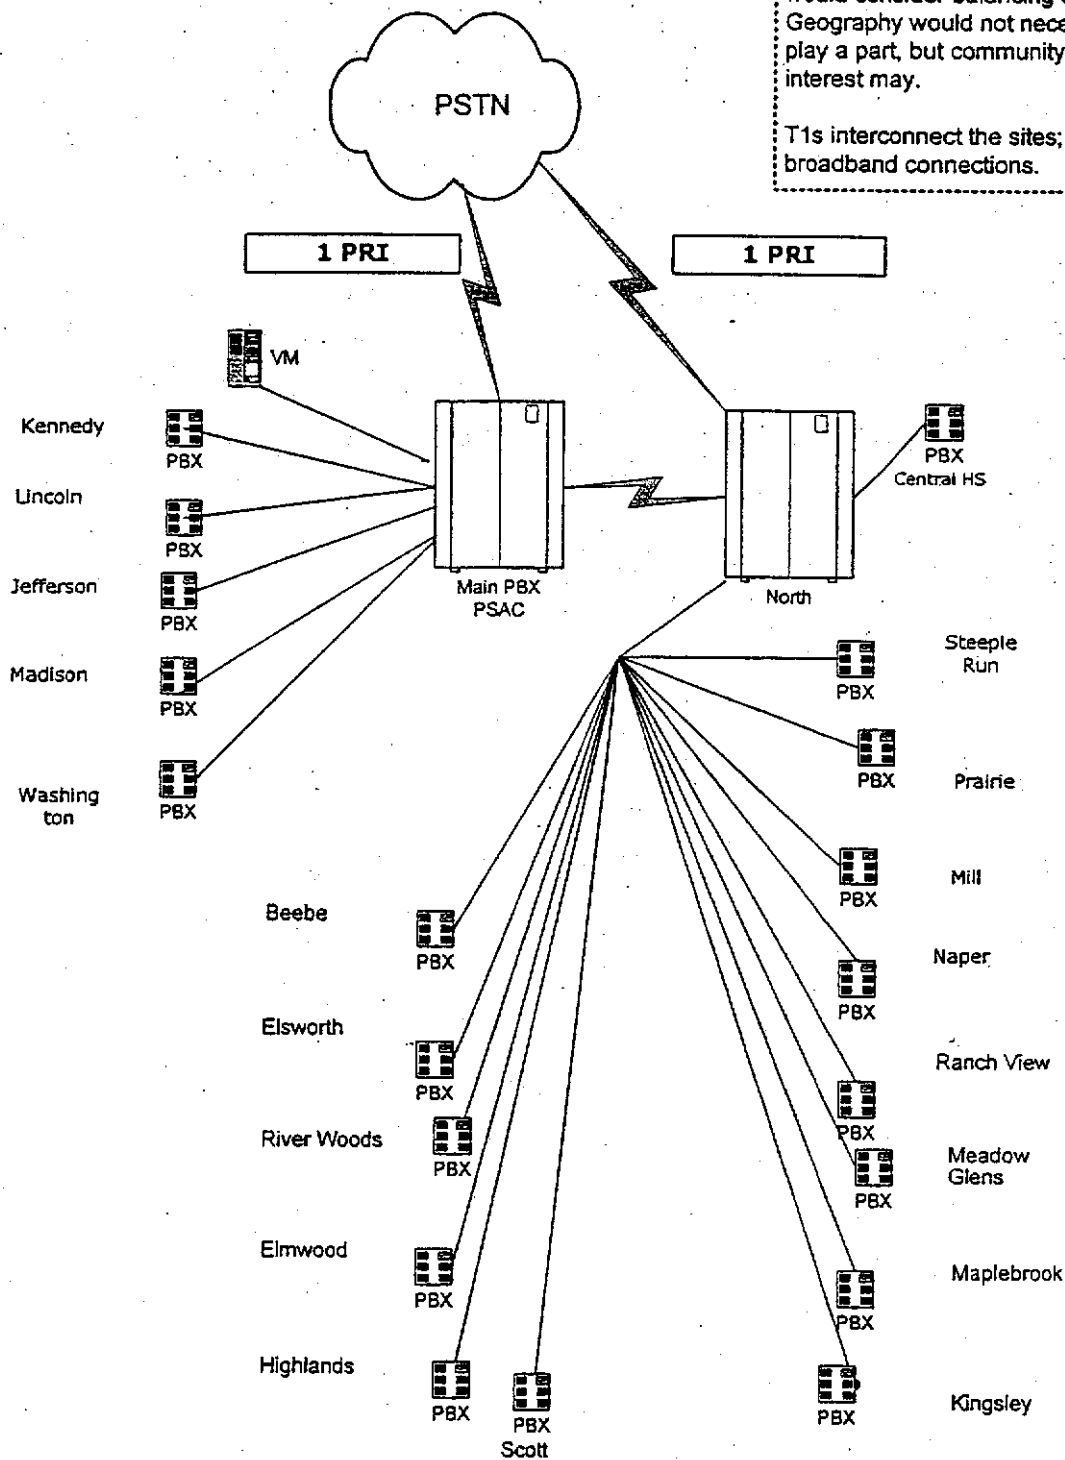 Geography would not nece
play a part, but community
interest may.
T1s interconnect the sites;
broadband connections.
PSTN
1 PRI
1 PRI
VM
Kennedy
PBX
Lincoln
PBX
Jefferson
PBX
Madison
PBX
Washing
ton
PBX
Main PBX
PSAC
North
PBX
Central HS
Steeple
Run
PBX
Prairie
PBX
Mill
PBX
Naper
PBX
Ranch View
PBX
Meadow
Glens
PBX
Maplebrook
PBX
Kingsley
PBX
Beebe
PBX
Elsworth
PBX
River Woods
PBX
Elmwood
PBX
Highlands
PBX
PBX
Scott